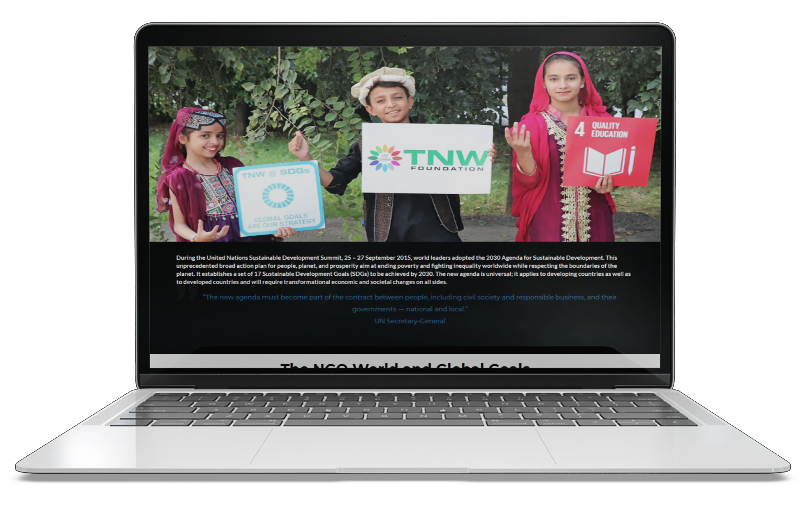 TNW @ SDGs
GLOBAL GOALS
ARE OUR STRATEGY
TNW
FOUNDATION
4 QUALITY
EDUCATION
During the United Nations Sustainable Development Summit, 25 – 27 September 2015, world leaders adopted the 2030 Agenda for Sustainable Development. This
unprecedented broad action plan for people, planet, and prosperity aim at ending poverty and fighting inequality worldwide while respecting the boundaries of the
planet. It establishes a set of 17 Sustainable Development Goals (SDGs) to be achieved by 2030. The new agenda is universal; it applies to developing countries as well as
to developed countries and will require transformational economic and societal changes on all sides.
"The new agenda must become part of the contract between people, including civil society and responsible business, and their
governments — national and local."
UN Secretary-General
The NGO World and Global Goals